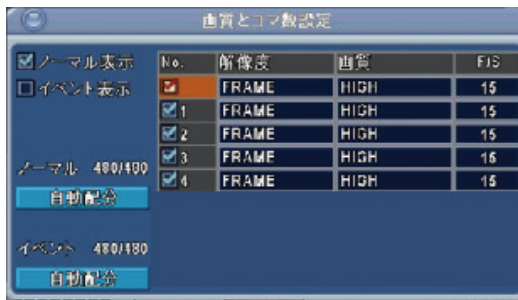 画質とコマ数設定
ノーマル表示
イベント表示
No. 解像度 画質 F/S
FRAME HIGH 15
1 FRAME HIGH 15
2 FRAME HIGH 15
3 FRAME HIGH 15
4 FRAME HIGH 15
ノーマル 480/480
自動配分
イベント 480/480
自動配分